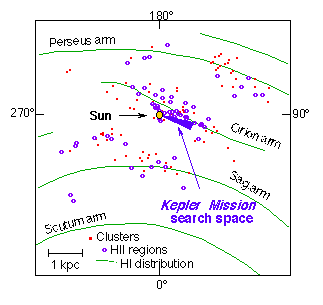 180°
Perseus arm
270°
Sun
90°
Orion arm
Sag arm
Kepler Mission
search space
Scutum arm
Clusters
HII regions
HI distribution
1 kpc
0°